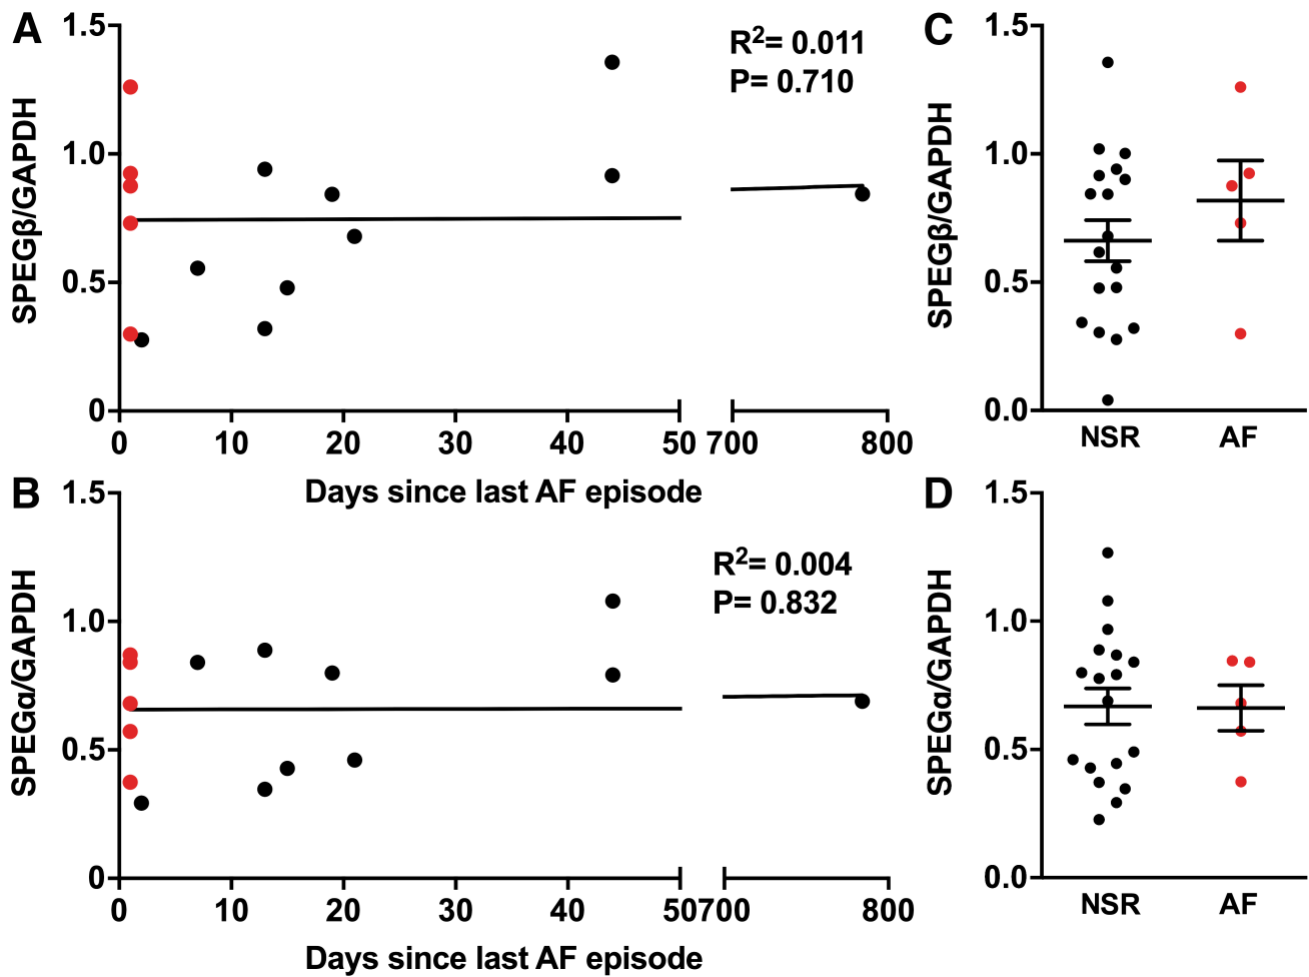 A
SPEGβ/GAPDH
1.5
1.0
0.5
0
R²= 0.011
P= 0.710
0 10 20 30 40 50 700 800
Days since last AF episode
C
SPEGβ/GAPDH
1.5
1.0
0.5
0.0
NSR AF
B
SPEGα/GAPDH
1.5
1.0
0.5
0
R²= 0.004
P= 0.832
0 10 20 30 40 50 700 800
Days since last AF episode
D
SPEGα/GAPDH
1.5
1.0
0.5
0.0
NSR AF